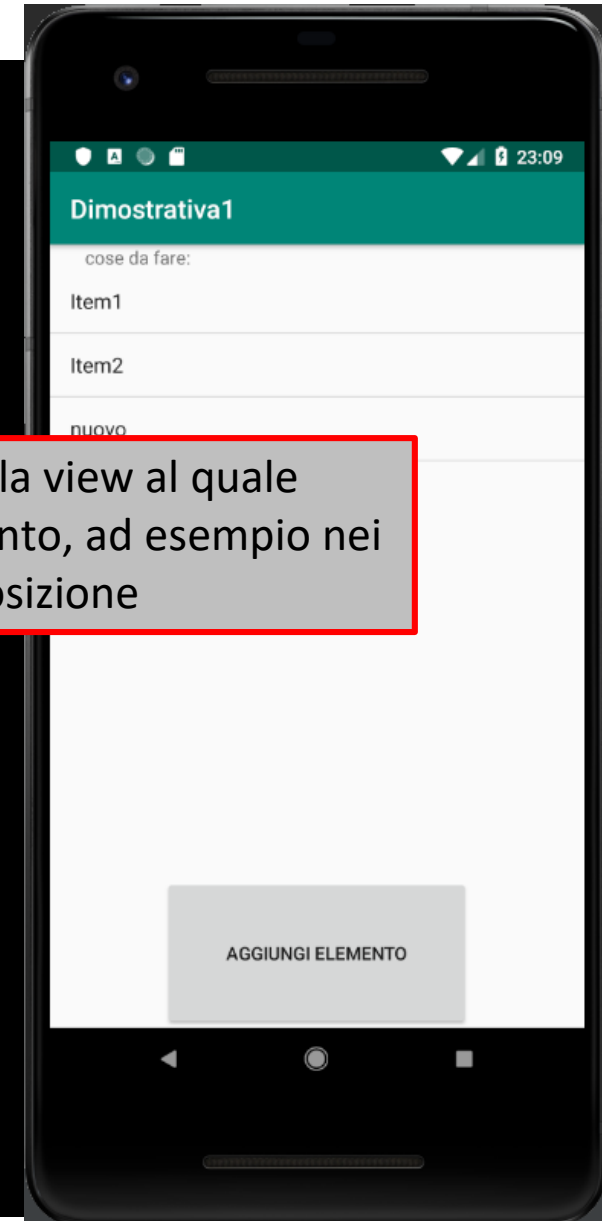 23:09
Dimostrativa1
cose da fare:
Item1
Item2
nuovo
la view al quale
nto, ad esempio nei
osizione
AGGIUNGI ELEMENTO